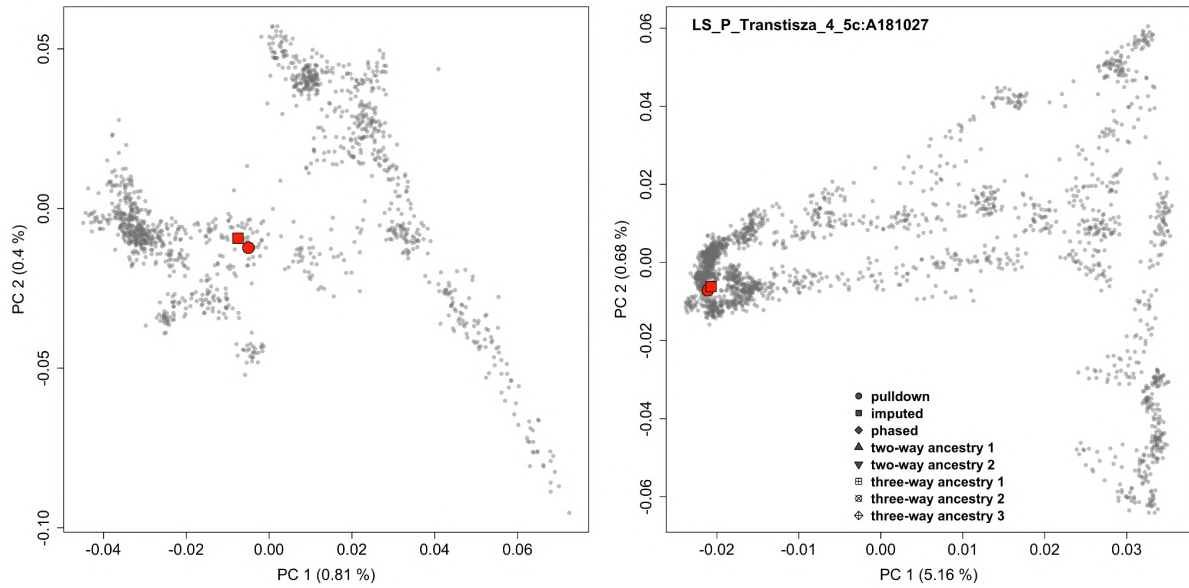 0.05
0.00
-0.05
-0.10
PC 2 (0.4 %)
-0.04
-0.02
0.00
0.02
0.04
0.06
PC 1 (0.81 %)
LS_P_Transtisza_4_5c:A181027
0.06
0.04
0.02
0.00
-0.02
-0.04
-0.06
PC 2 (0.68 %)
pulldown
imputed
phased
two-way ancestry 1
two-way ancestry 2
three-way ancestry 1
three-way ancestry 2
three-way ancestry 3
-0.02
-0.01
0.00
0.01
0.02
0.03
PC 1 (5.16 %)